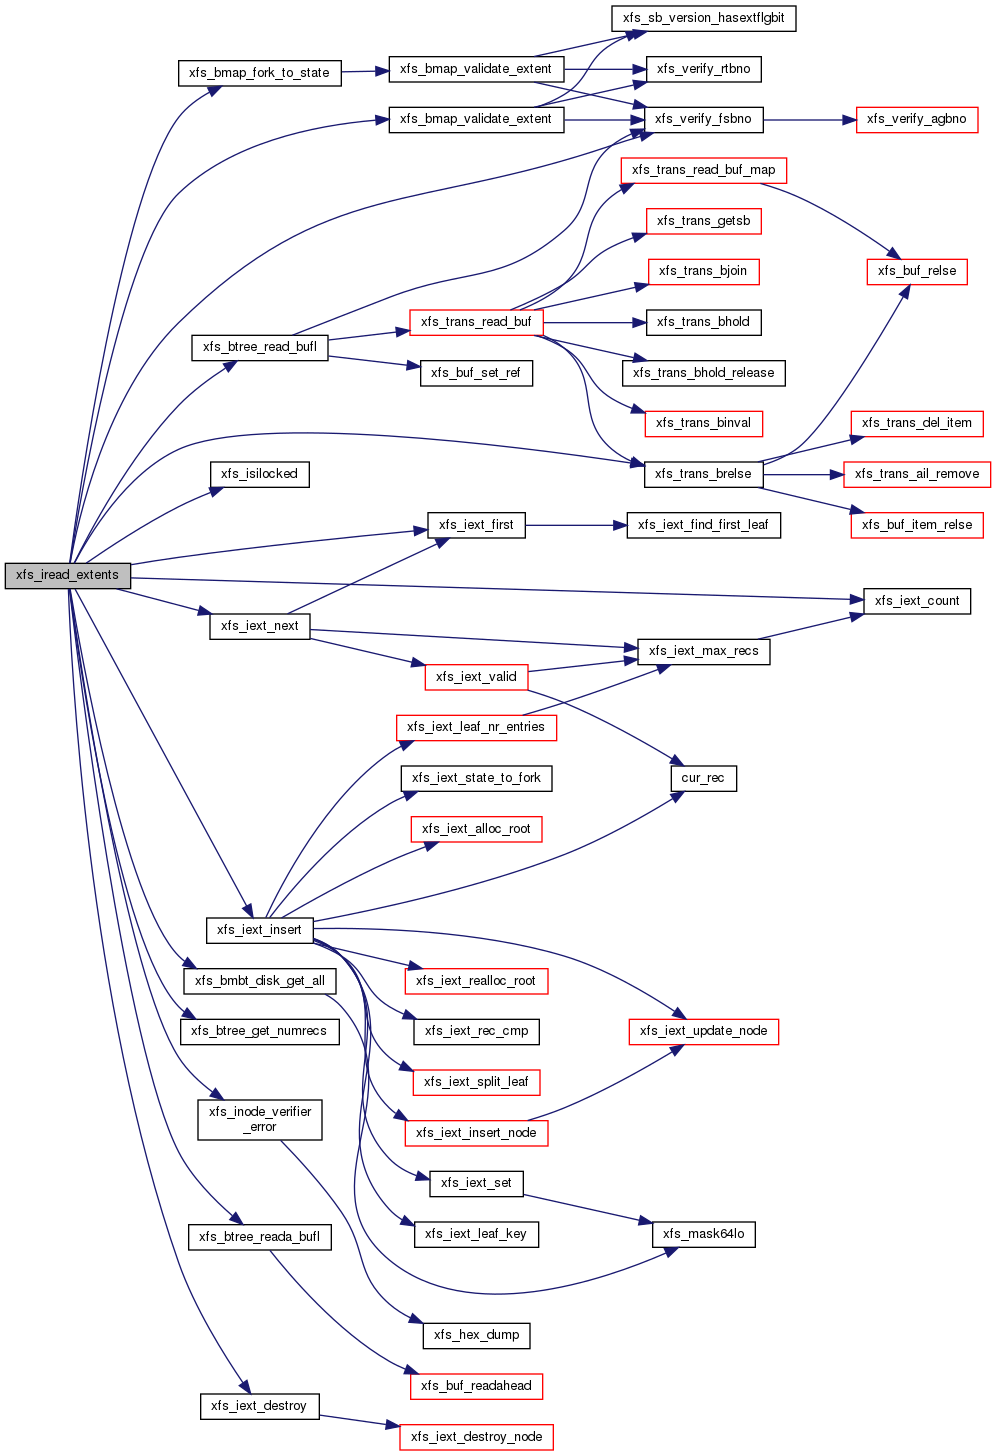 xfs_sb_version_hasextflgbit
xfs_bmap_fork_to_state
xfs_bmap_validate_extent
xfs_verify_rtbno
xfs_bmap_validate_extent
xfs_verify_fsbno
xfs_verify_agbno
xfs_trans_read_buf_map
xfs_trans_getsb
xfs_trans_bjoin
xfs_buf_relse
xfs_trans_read_buf
xfs_trans_bhold
xfs_btree_read_bufl
xfs_buf_set_ref
xfs_trans_bhold_release
xfs_trans_binval
xfs_trans_del_item
xfs_isilocked
xfs_trans_brelse
xfs_trans_ail_remove
xfs_iext_first
xfs_iext_find_first_leaf
xfs_buf_item_relse
xfs_iread_extents
xfs_iext_count
xfs_iext_next
xfs_iext_max_recs
xfs_iext_valid
xfs_iext_leaf_nr_entries
xfs_iext_state_to_fork
cur_rec
xfs_iext_alloc_root
xfs_iext_insert
xfs_bmbt_disk_get_all
xfs_iext_realloc_root
xfs_btree_get_numrecs
xfs_iext_rec_cmp
xfs_iext_update_node
xfs_iext_split_leaf
xfs_inode_verifier
_error
xfs_iext_insert_node
xfs_iext_set
xfs_btree_reada_bufl
xfs_iext_leaf_key
xfs_mask64lo
xfs_hex_dump
xfs_buf_readahead
xfs_iext_destroy
xfs_iext_destroy_node